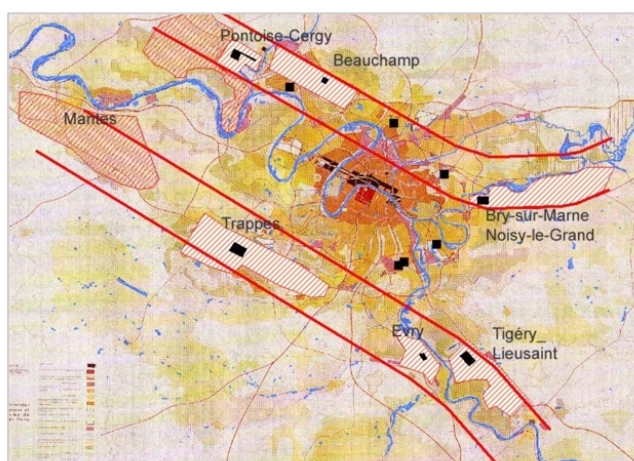 Pontoise-Cergy
Beauchamp
Mantes
Bry-sur-Marne
Noisy-le-Grand
Trappes
Evry
Tigéry_
Lieusaint